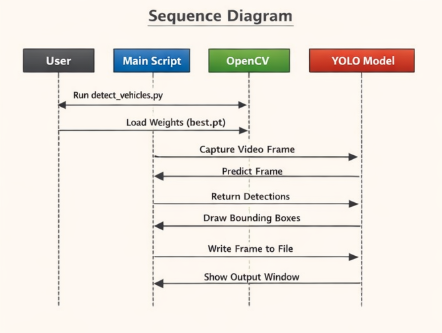 Sequence Diagram
User
Main Script
OpenCV
YOLO Model
Run detect_vehicles.py
Load Weights (best.pt)
Capture Video Frame
Predict Frame
Return Detections
Draw Bounding Boxes
Write Frame to File
Show Output Window